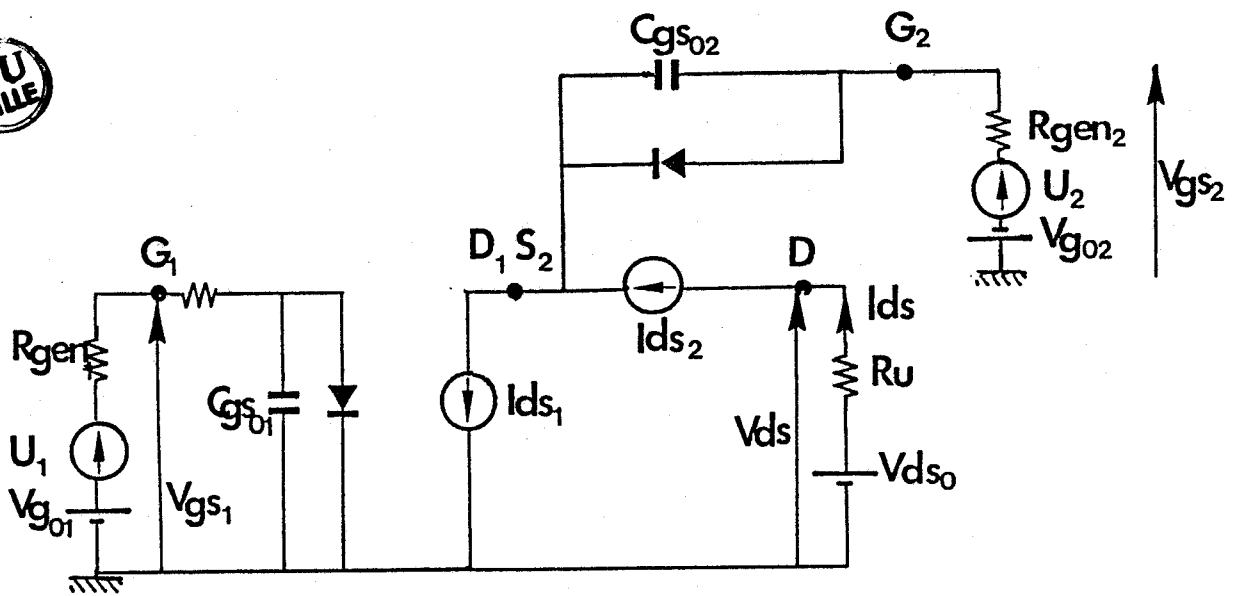 Cgs02
G2
U
ILLE
Rgen2
U2
Vgs2
Vg02
G1
D1 S2
D
Ids
Ids2
Rgen
Cgs01
Ids1
Ru
Vds
U1
Vg01
Vgs1
Vds0